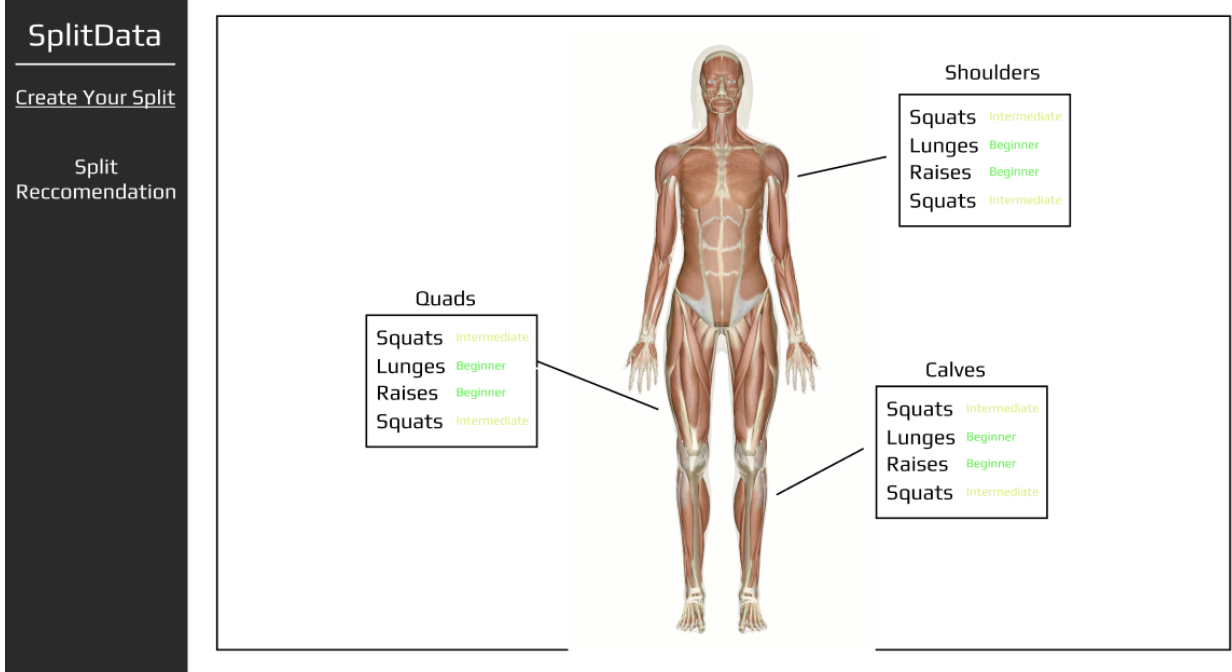 SplitData
Create Your Split
Split
Reccomendation
Shoulders
Squats Intermediate
Lunges Beginner
Raises Beginner
Squats Intermediate
Quads
Squats Intermediate
Lunges Beginner
Raises Beginner
Squats Intermediate
Calves
Squats Intermediate
Lunges Beginner
Raises Beginner
Squats Intermediate